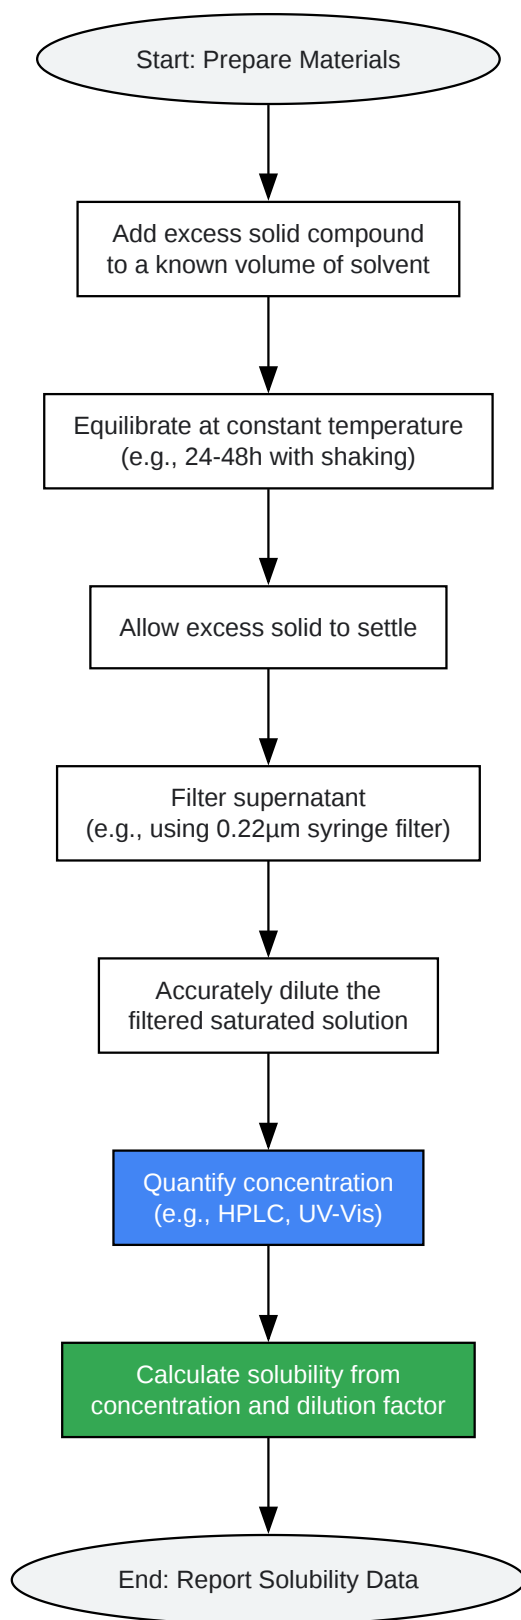 Start: Prepare Materials
Add excess solid compound
to a known volume of solvent
Equilibrate at constant temperature
(e.g., 24-48h with shaking)
Allow excess solid to settle
Filter supernatant
(e.g., using 0.22µm syringe filter)
Accurately dilute the
filtered saturated solution
Quantify concentration
(e.g., HPLC, UV-Vis)
Calculate solubility from
concentration and dilution factor
End: Report Solubility Data